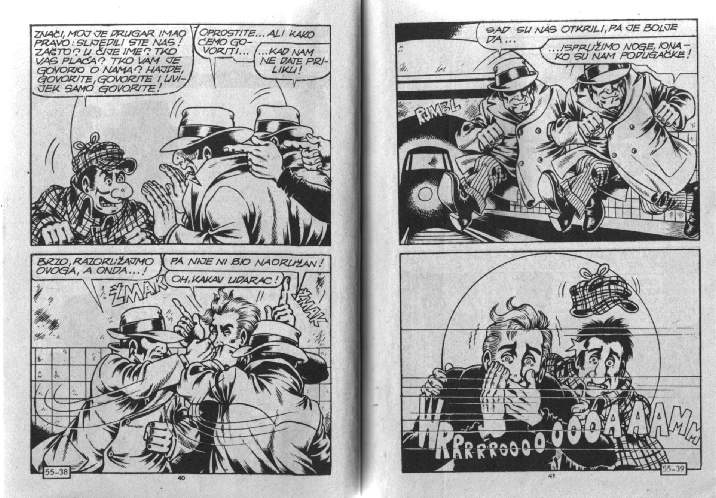 ZNAČI, MOJ JE DRUGAR IMAO
PRAVO: SLIJEDILI STE NAS!
ZAŠTO? U ČIJE IME? TKO
VAS PLAĆA? TKO VAM JE
GOVORIO O NAMA? HAJDE,
GOVORITE, GOVORITE I UVI-
JEK SAMO GOVORITE!
OPROSTITE... ALI KAKO
ĆEMO GO-
VORITI...
...KAD NAM
NE DAJE PRI-
LIKU!
BRZO, RAZORUŽAJMO
OVOGA, A ONDA...!
PA NIJE NI BIO NAORUŽAN!
OH, KAKAV UDARAC!
ŽMAK
ŽMAK
55-38
40
SAD SU NAS OTKRILI, PA JE BOLJE
DA...
...ISPRUŽIMO NOGE, IONA-
KO SU NAM PODUGAČKE!
WRRRRROOOOOOOAAAAMMM
55-39
41